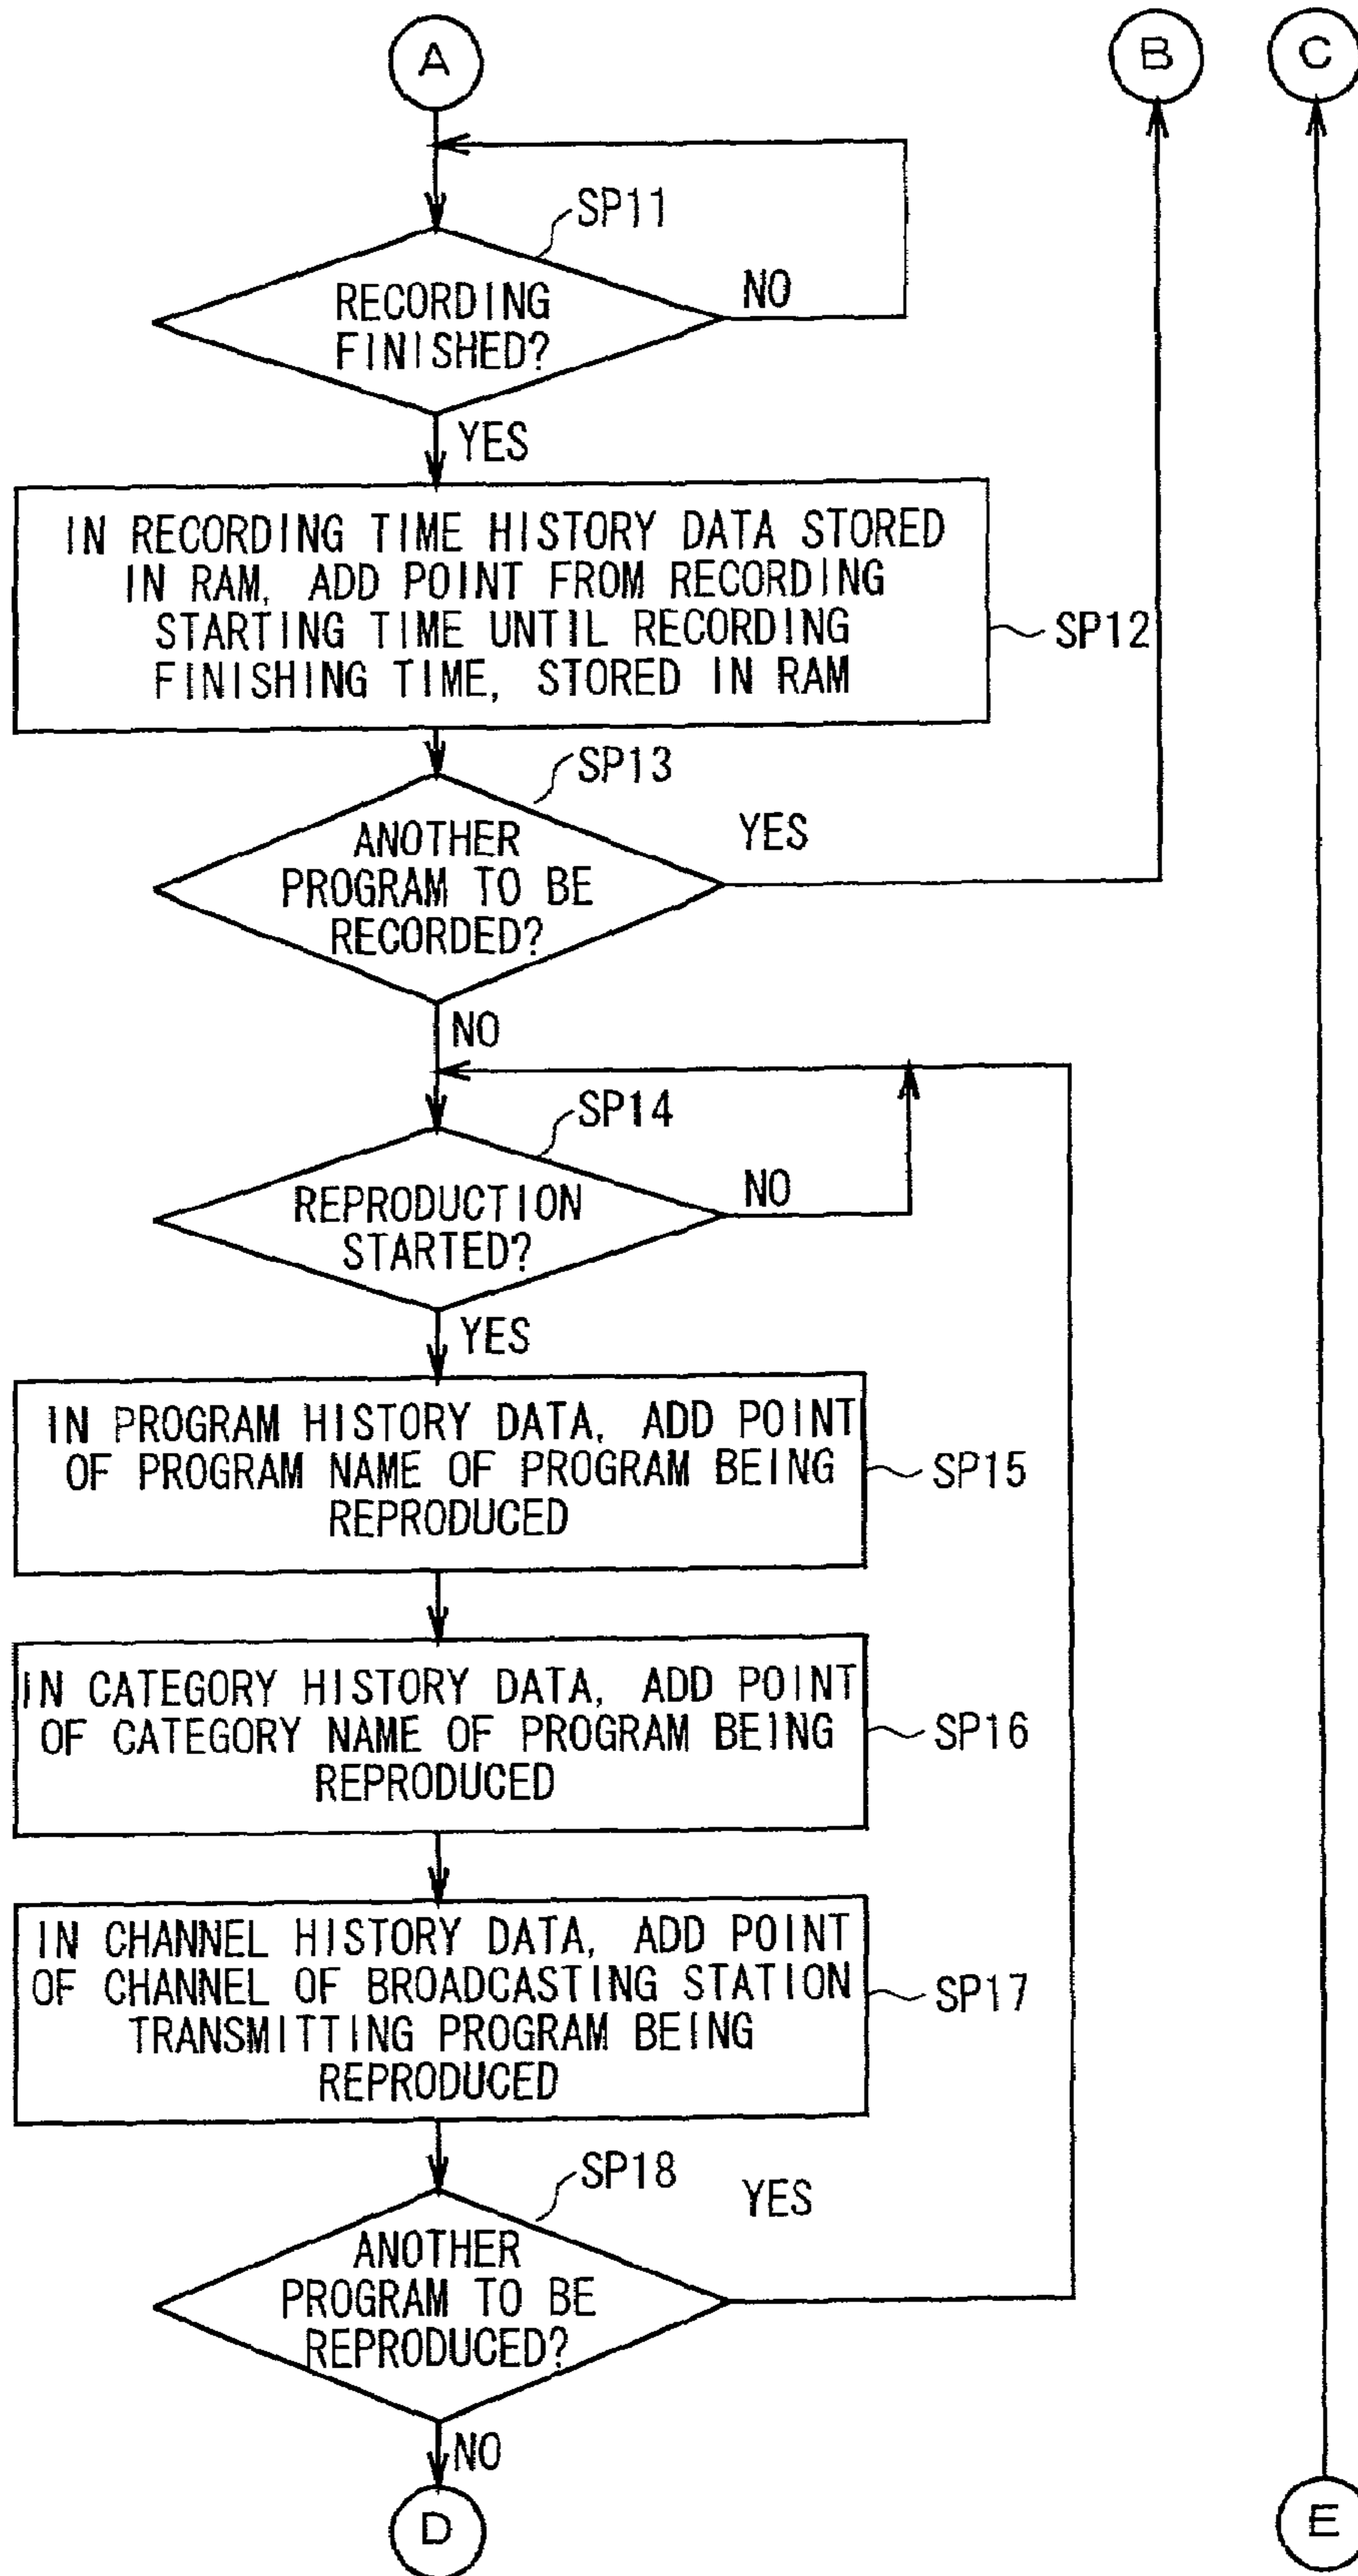 A
B
C
SP11
RECORDING
FINISHED?
NO
YES
IN RECORDING TIME HISTORY DATA STORED
IN RAM, ADD POINT FROM RECORDING
STARTING TIME UNTIL RECORDING
FINISHING TIME, STORED IN RAM
SP12
SP13
ANOTHER
PROGRAM TO BE
RECORDED?
YES
NO
SP14
REPRODUCTION
STARTED?
NO
YES
IN PROGRAM HISTORY DATA, ADD POINT
OF PROGRAM NAME OF PROGRAM BEING
REPRODUCED
SP15
IN CATEGORY HISTORY DATA, ADD POINT
OF CATEGORY NAME OF PROGRAM BEING
REPRODUCED
SP16
IN CHANNEL HISTORY DATA, ADD POINT
OF CHANNEL OF BROADCASTING STATION
TRANSMITTING PROGRAM BEING
REPRODUCED
SP17
SP18
ANOTHER
PROGRAM TO BE
REPRODUCED?
YES
NO
D
E